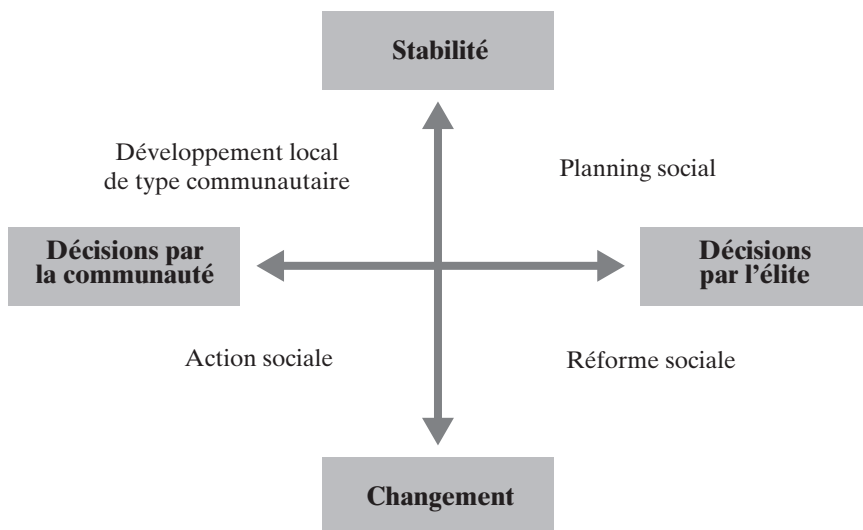 Stabilité
Développement local
de type communautaire
Planning social
Décisions par
la communauté
Décisions
par l’élite
Action sociale
Réforme sociale
Changement